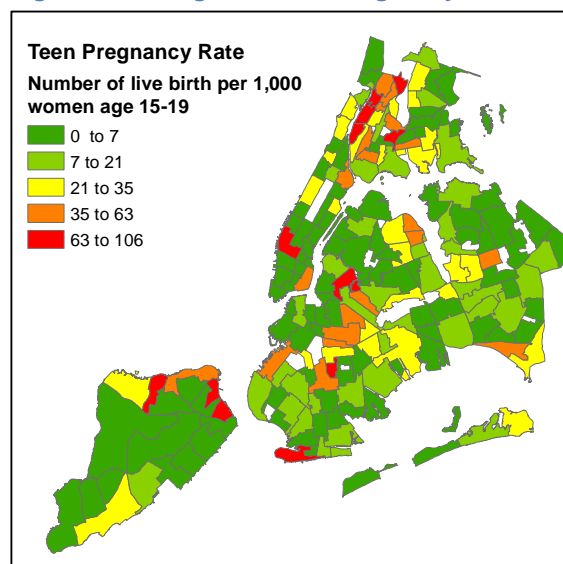 Teen Pregnancy Rate
Number of live birth per 1,000
women age 15-19
0 to 7
7 to 21
21 to 35
35 to 63
63 to 106